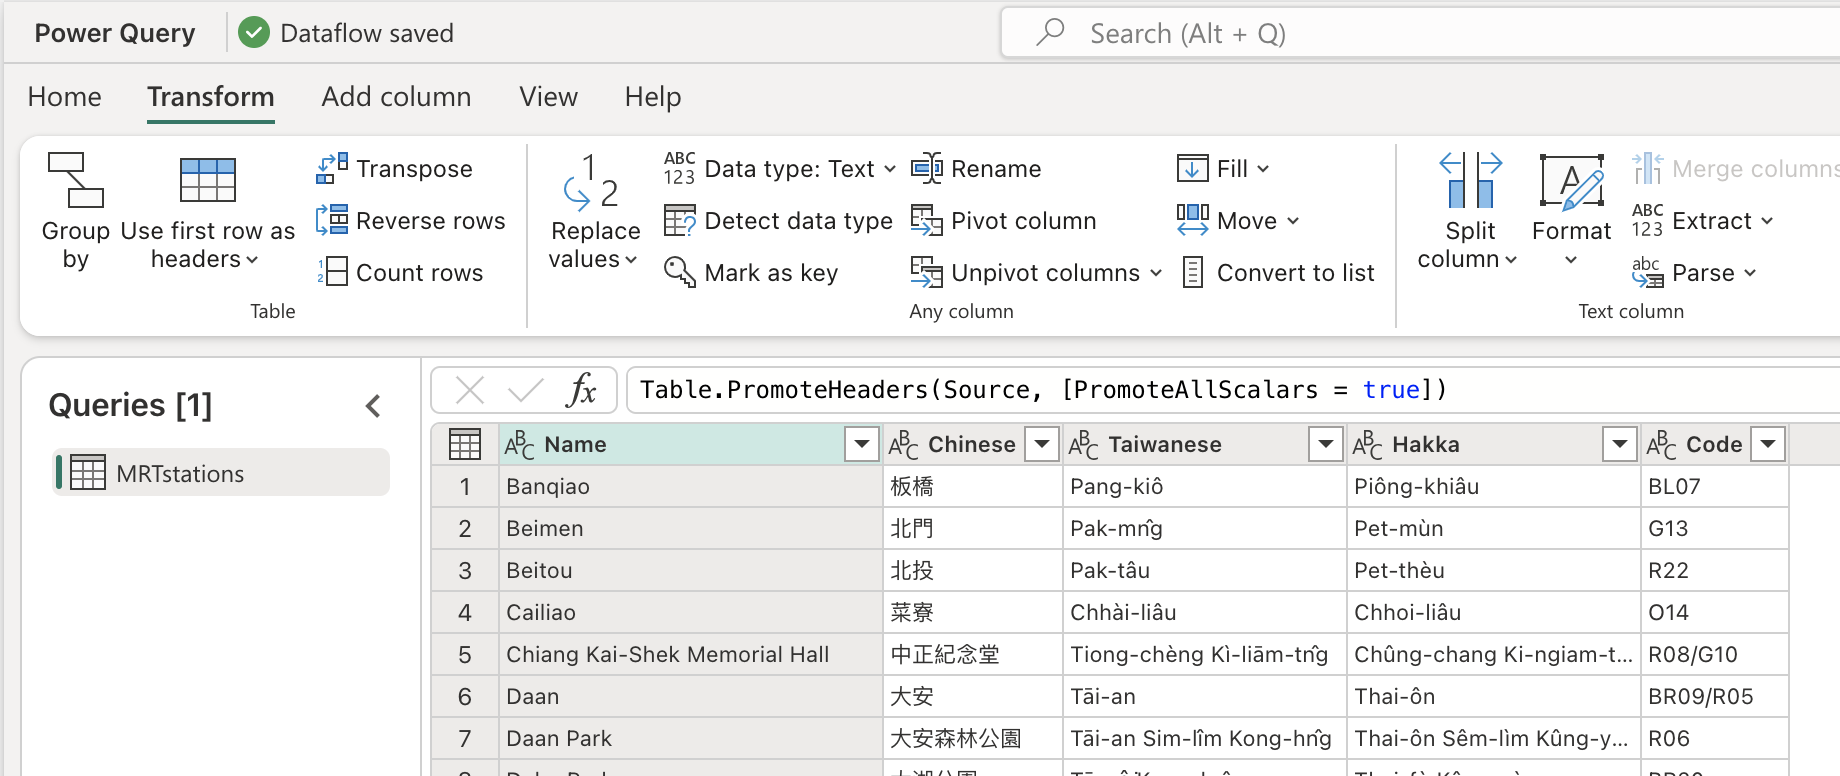 Power Query
Dataflow saved
Search (Alt + Q)
Home Transform Add column View Help
Group by
Use first row as headers
Transpose
Reverse rows
Count rows
Table
Replace values
Data type: Text
Detect data type
Mark as key
Rename
Pivot column
Unpivot columns
Fill
Move
Convert to list
Any column
Split column
Format
Merge columns
Extract
Parse
Text column
Queries [1]
MRTstations
fx
Table.PromoteHeaders(Source, [PromoteAllScalars = true])
Name Chinese Taiwanese Hakka Code
1 Banqiao 板橋 Pang-kiô Piông-khiâu BL07
2 Beimen 北門 Pak-mn̂g Pet-mùn G13
3 Beitou 北投 Pak-tâu Pet-thèu R22
4 Cailiao 菜寮 Chhài-liâu Chhoi-liâu O14
5 Chiang Kai-Shek Memorial Hall 中正紀念堂 Tiong-chèng Kì-liām-tn̂g Chûng-chang Ki-ngiam-t... R08/G10
6 Daan 大安 Tāi-an Thai-ôn BR09/R05
7 Daan Park 大安森林公園 Tāi-an Sim-lîm Kong-hn̂g Thai-ôn Sêm-lìm Kûng-y... R06